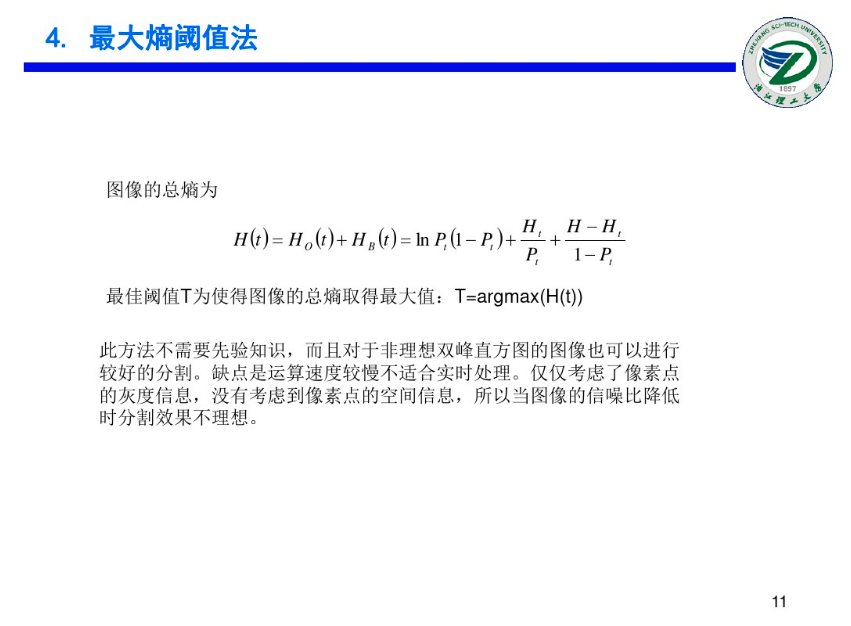 4. 最大熵阈值法
ZHEJIANG SCI-TECH UNIVERSITY
1897
浙江理工大学
图像的总熵为
H(t) = H_O(t) + H_B(t) = ln P_t(1 − P_t) + H_t/P_t + (H − H_t)/(1 − P_t)
最佳阈值T为使得图像的总熵取得最大值：T=argmax(H(t))
此方法不需要先验知识，而且对于非理想双峰直方图的图像也可以进行
较好的分割。缺点是运算速度较慢不适合实时处理。仅仅考虑了像素点
的灰度信息，没有考虑到像素点的空间信息，所以当图像的信噪比降低
时分割效果不理想。
11